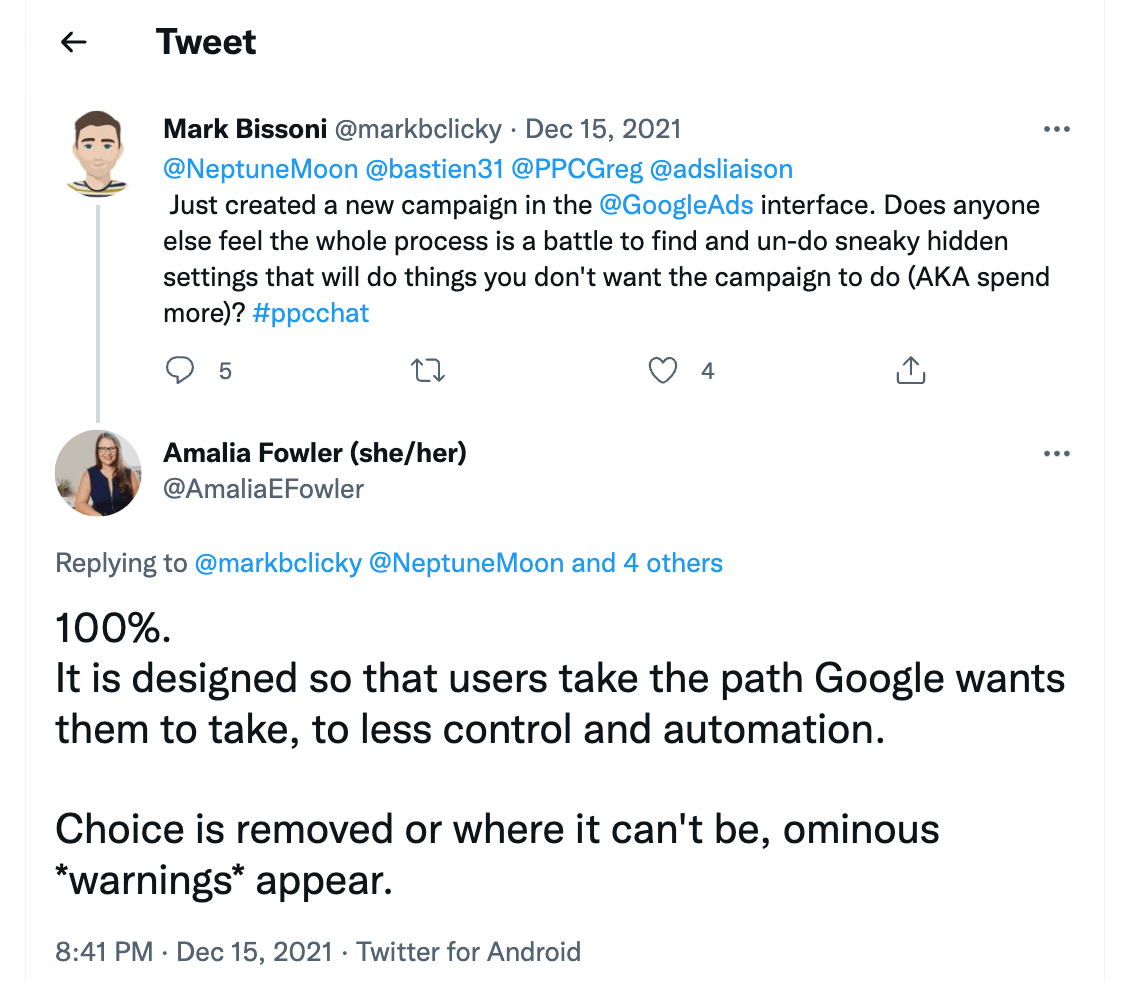 Tweet
Mark Bissoni @markbclicky · Dec 15, 2021
@NeptuneMoon @bastien31 @PPCGreg @adsliaison
Just created a new campaign in the @GoogleAds interface. Does anyone
else feel the whole process is a battle to find and un-do sneaky hidden
settings that will do things you don't want the campaign to do (AKA spend
more)? #ppcchat
5 4
Amalia Fowler (she/her)
@AmaliaEFowler
Replying to @markbclicky @NeptuneMoon and 4 others
100%.
It is designed so that users take the path Google wants
them to take, to less control and automation.
Choice is removed or where it can't be, ominous
*warnings* appear.
8:41 PM · Dec 15, 2021 · Twitter for Android